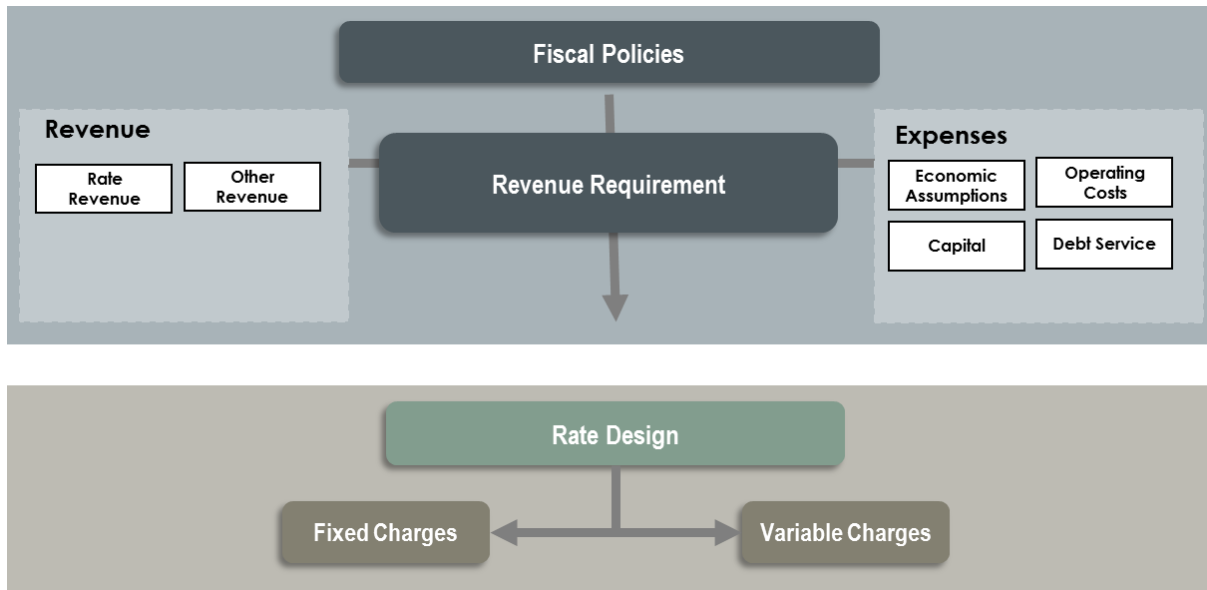 Fiscal Policies
Revenue
Rate
Revenue
Other
Revenue
Revenue Requirement
Expenses
Economic
Assumptions
Operating
Costs
Capital
Debt Service
Rate Design
Fixed Charges
Variable Charges